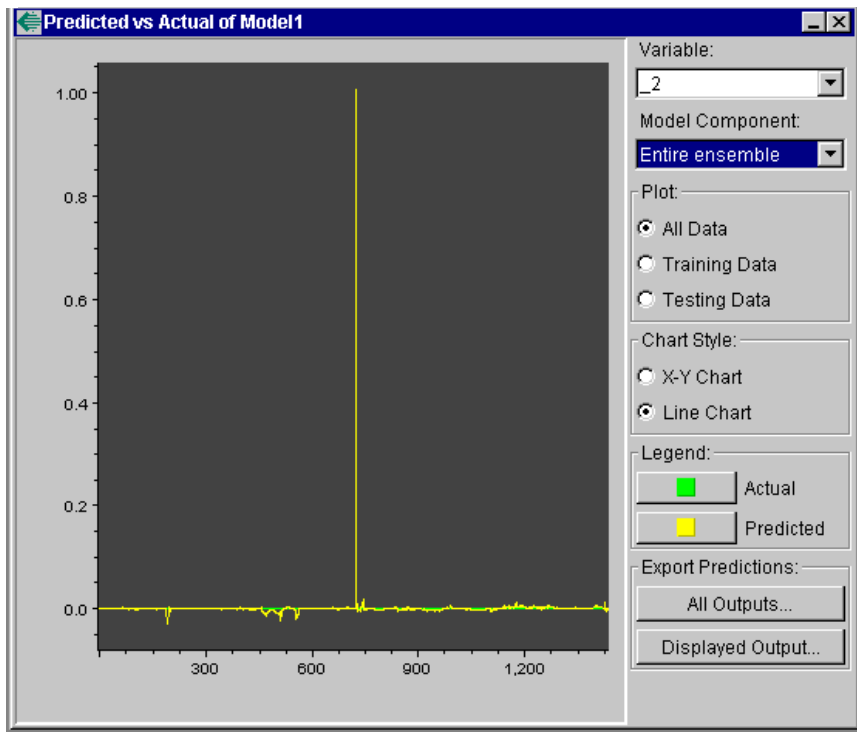 Predicted vs Actual of Model1
1.00
0.8
0.6
0.4
0.2
0.0
300 600 900 1,200
Variable:
_2
Model Component:
Entire ensemble
Plot:
All Data
Training Data
Testing Data
Chart Style:
X-Y Chart
Line Chart
Legend:
Actual
Predicted
Export Predictions:
All Outputs...
Displayed Output...